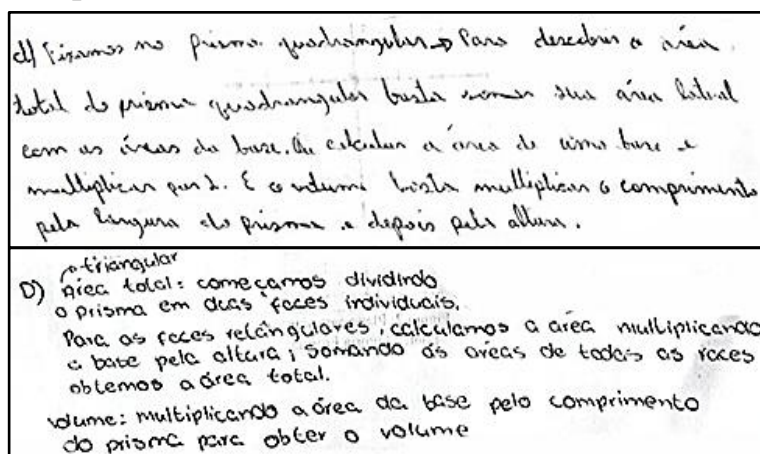 d) Fizemos no prisma quadrangular → Para descobrir a área
total do prisma quadrangular basta somar sua área lateral
com as áreas da base. Ou calcular a área de uma base e
multiplicar por 2. E o volume basta multiplicar o comprimento
pela largura do prisma e depois pela altura.
→triangular
D) Área total: começamos dividindo
o prisma em duas faces individuais.
Para as faces retângulares, calculamos a área multiplicando
a base pela altura; somando as áreas de todas as faces
obtemos a área total.
volume: multiplicando a área da base pelo comprimento
do prisma para obter o volume